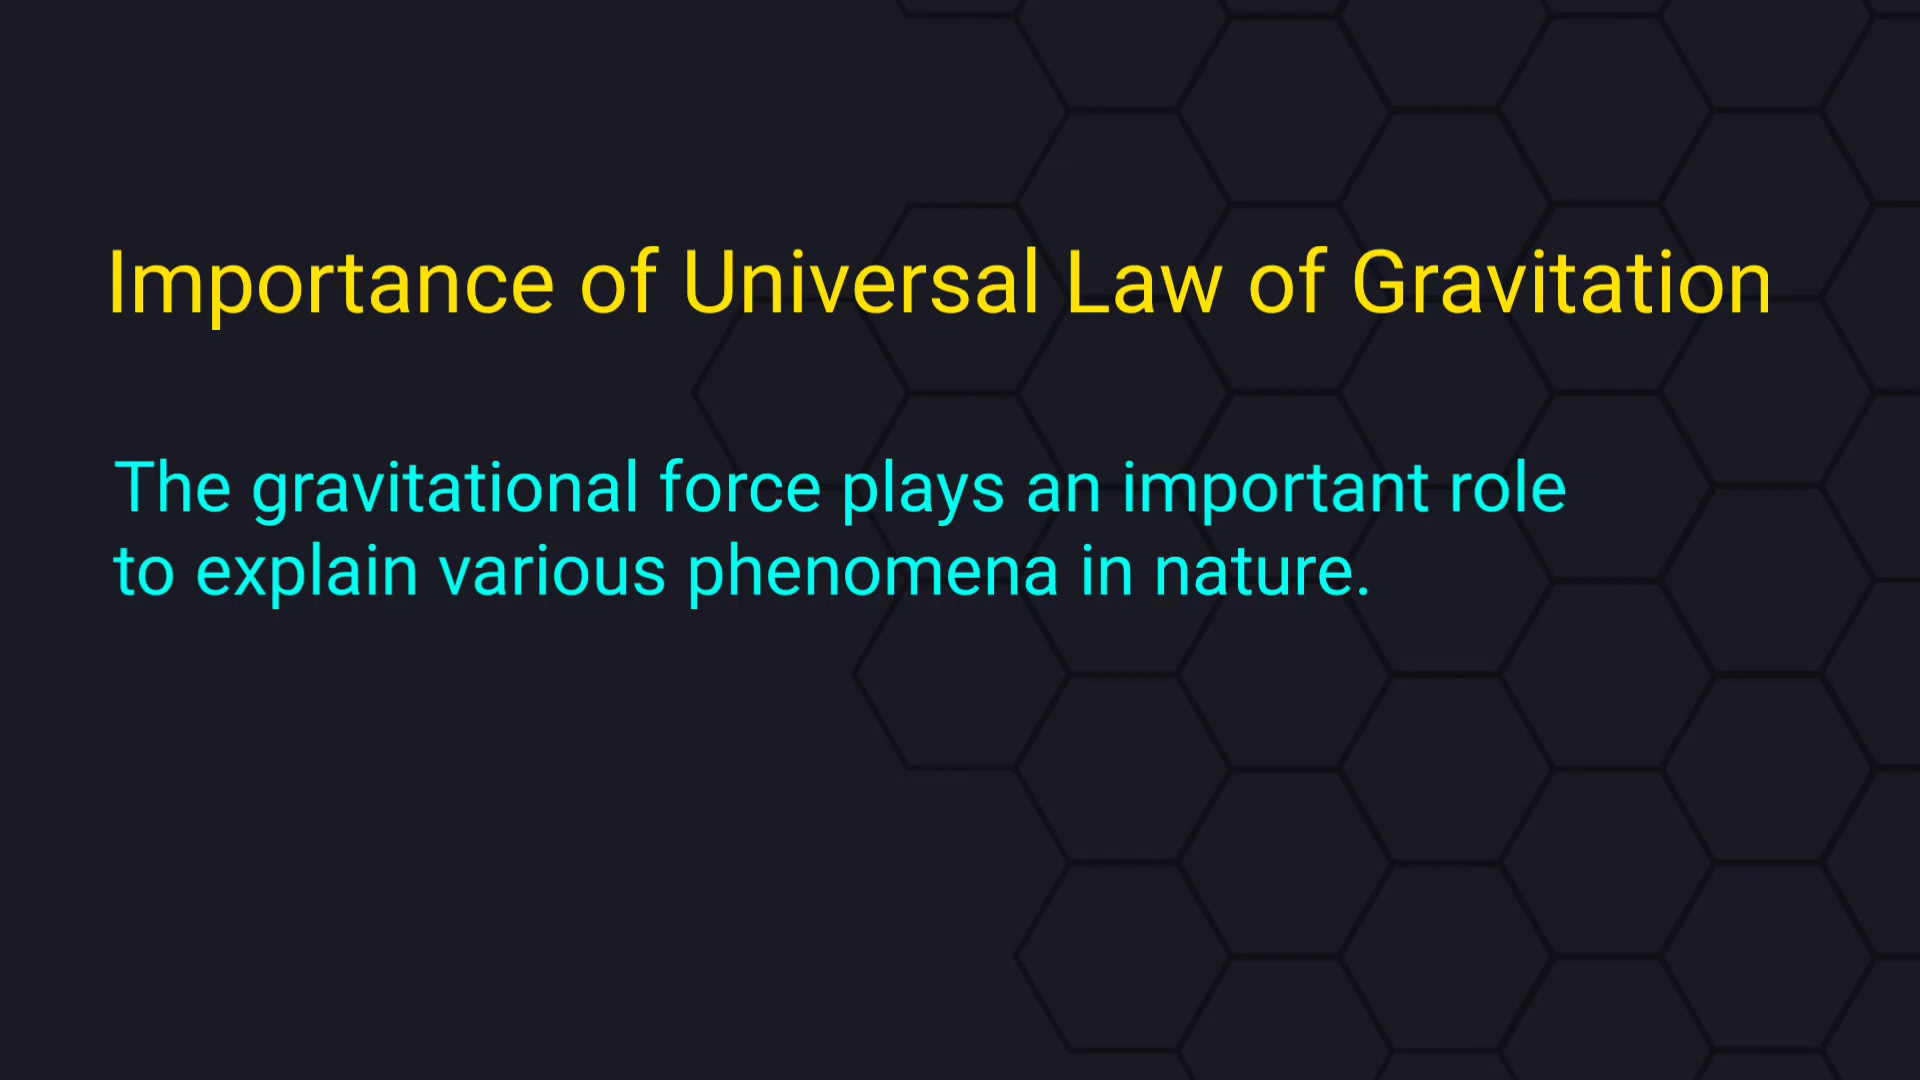 Importance of Universal Law of Gravitation
The gravitational force plays an important role
to explain various phenomena in nature.